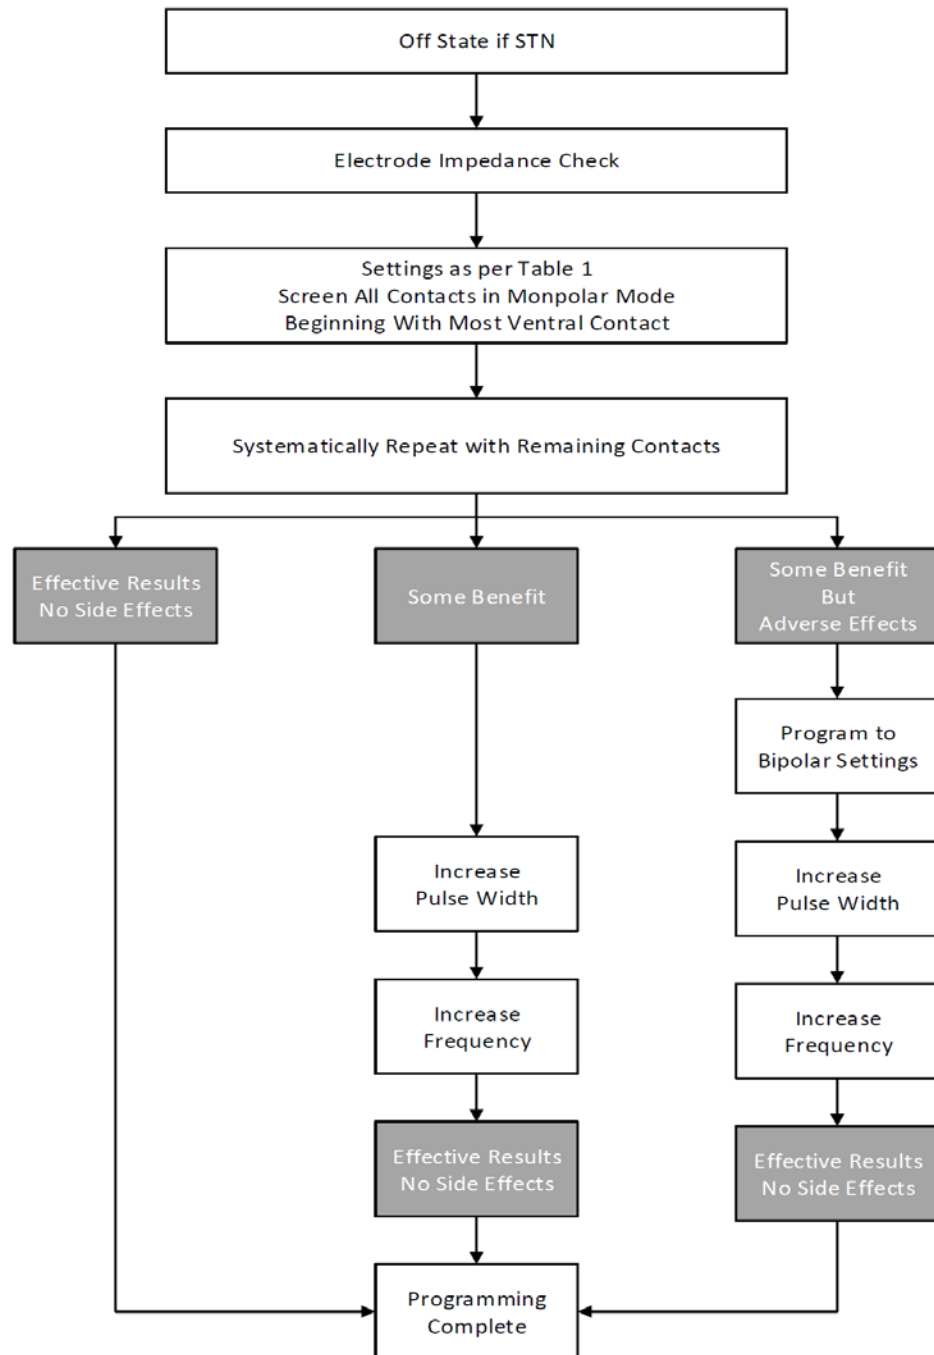 Off State if STN
Electrode Impedance Check
Settings as per Table 1
Screen All Contacts in Monpolar Mode
Beginning With Most Ventral Contact
Systematically Repeat with Remaining Contacts
Effective Results
No Side Effects
Some Benefit
Some Benefit
But
Adverse Effects
Program to
Bipolar Settings
Increase
Pulse Width
Increase
Pulse Width
Increase
Frequency
Increase
Frequency
Effective Results
No Side Effects
Effective Results
No Side Effects
Programming
Complete